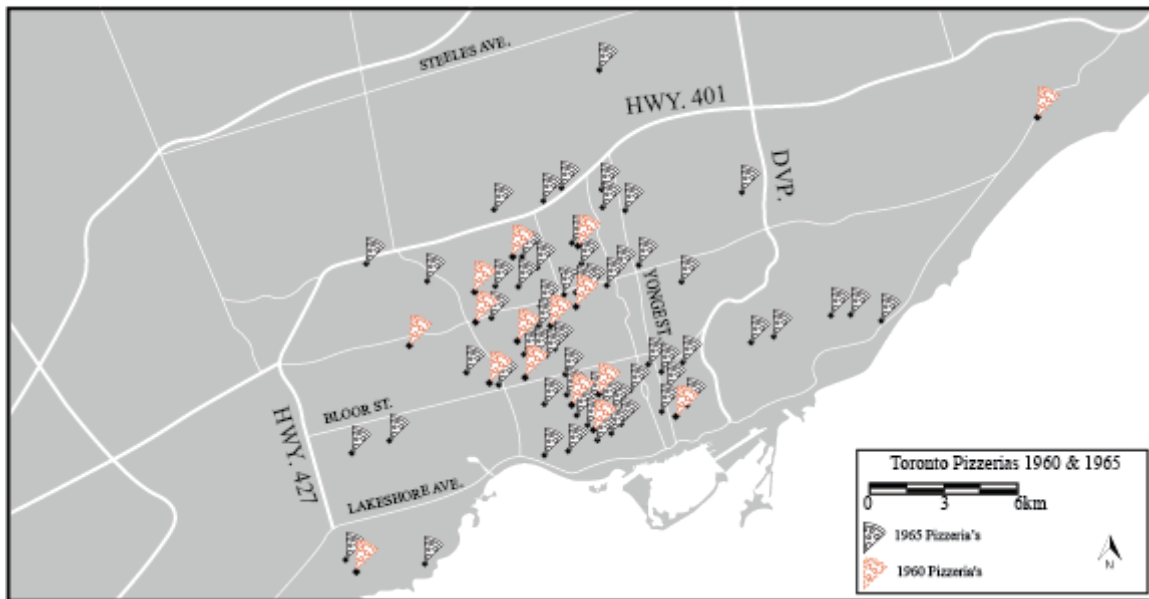 STEELES AVE.
HWY. 401
DVP.
YONGE ST.
BLOOR ST.
HWY. 427
LAKESHORE AVE.
Toronto Pizzerias 1960 & 1965
0 3 6km
1965 Pizzeria's
1960 Pizzeria's
N